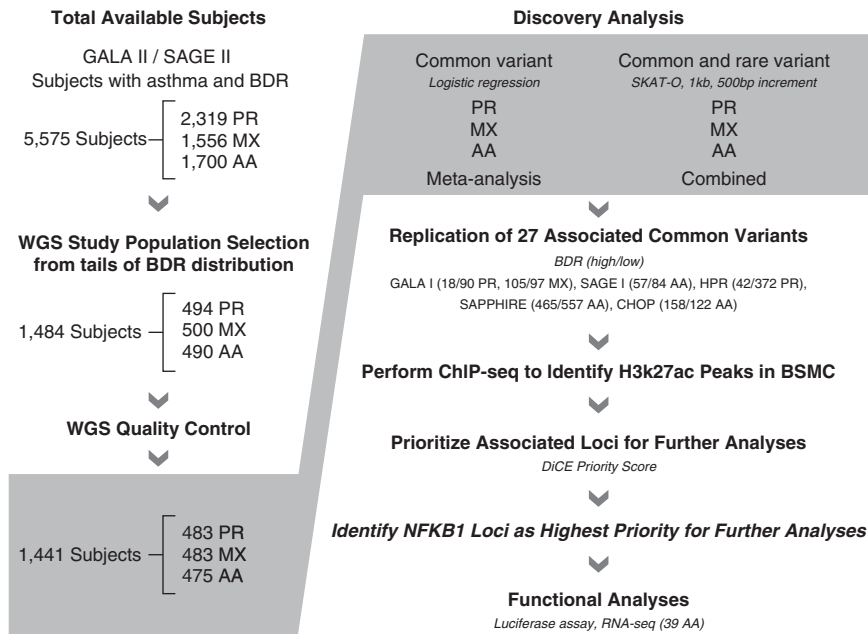 Total Available Subjects
GALA II / SAGE II
Subjects with asthma and BDR
5,575 Subjects
2,319 PR
1,556 MX
1,700 AA
WGS Study Population Selection
from tails of BDR distribution
1,484 Subjects
494 PR
500 MX
490 AA
WGS Quality Control
1,441 Subjects
483 PR
483 MX
475 AA
Discovery Analysis
Common variant
Logistic regression
PR
MX
AA
Meta-analysis
Common and rare variant
SKAT-O, 1kb, 500bp increment
PR
MX
AA
Combined
Replication of 27 Associated Common Variants
BDR (high/low)
GALA I (18/90 PR, 105/97 MX), SAGE I (57/84 AA), HPR (42/372 PR),
SAPPHIRE (465/557 AA), CHOP (158/122 AA)
Perform ChIP-seq to Identify H3k27ac Peaks in BSMC
Prioritize Associated Loci for Further Analyses
DiCE Priority Score
Identify NFKB1 Loci as Highest Priority for Further Analyses
Functional Analyses
Luciferase assay, RNA-seq (39 AA)